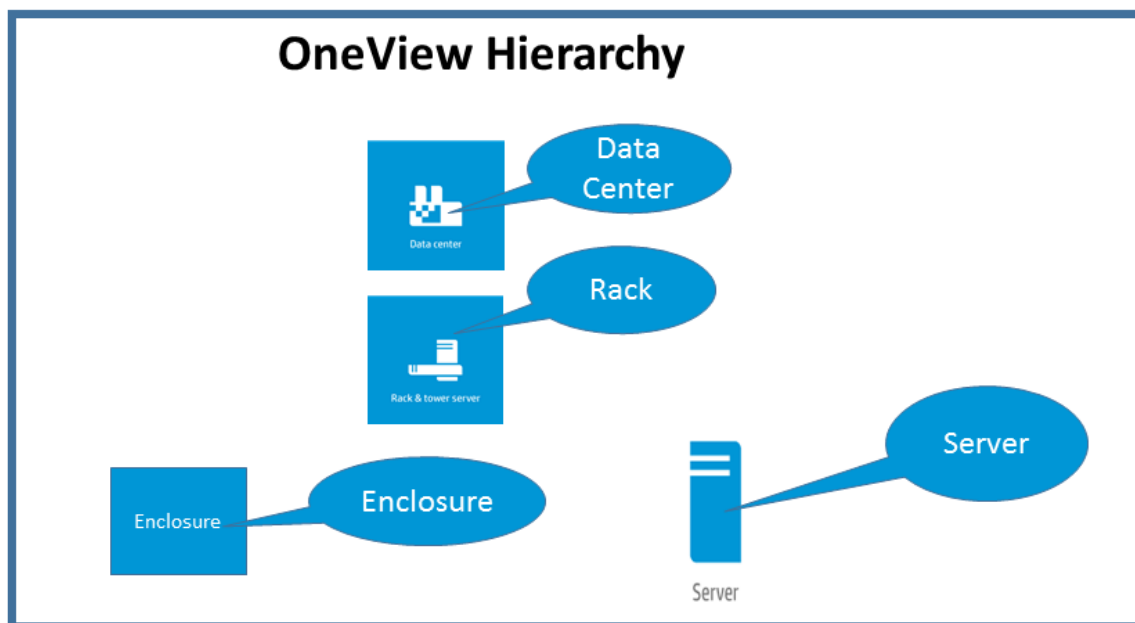 OneView Hierarchy
Data
Center
Data center
Rack
Rack & tower server
Server
Enclosure
Enclosure
Server